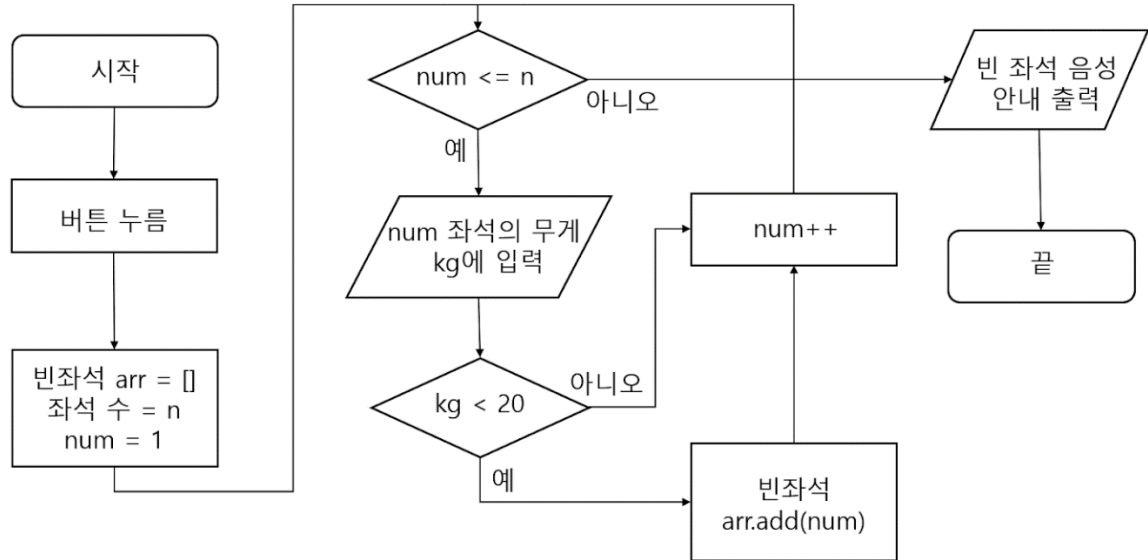 시작
버튼 누름
빈좌석 arr = []
좌석 수 = n
num = 1
num <= n
아니오
예
num 좌석의 무게
kg에 입력
kg < 20
아니오
예
빈좌석
arr.add(num)
num++
빈 좌석 음성
안내 출력
끝